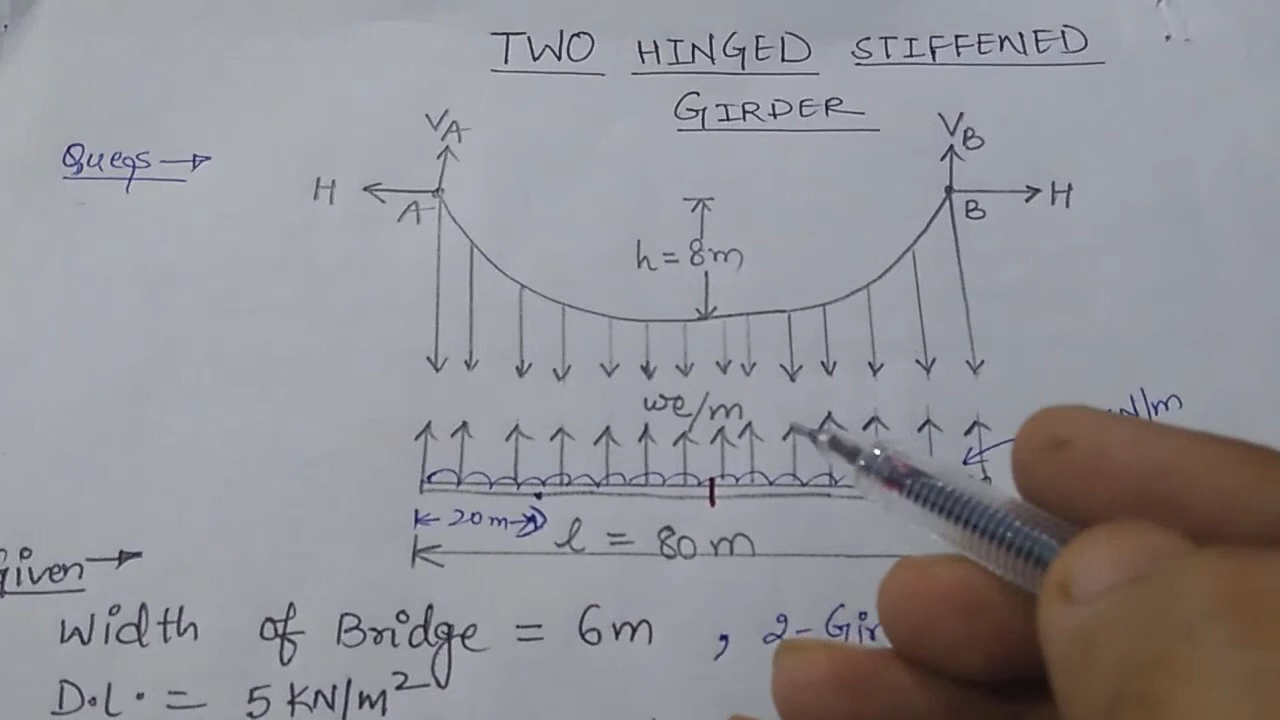 TWO HINGED STIFFENED
GIRDER
Ques →
VA
VB
H
A
B
H
h = 8m
we/m
N/m
20m
l = 80m
Given →
Width of Bridge = 6m , 2-Gir
D.L. = 5 KN/m²